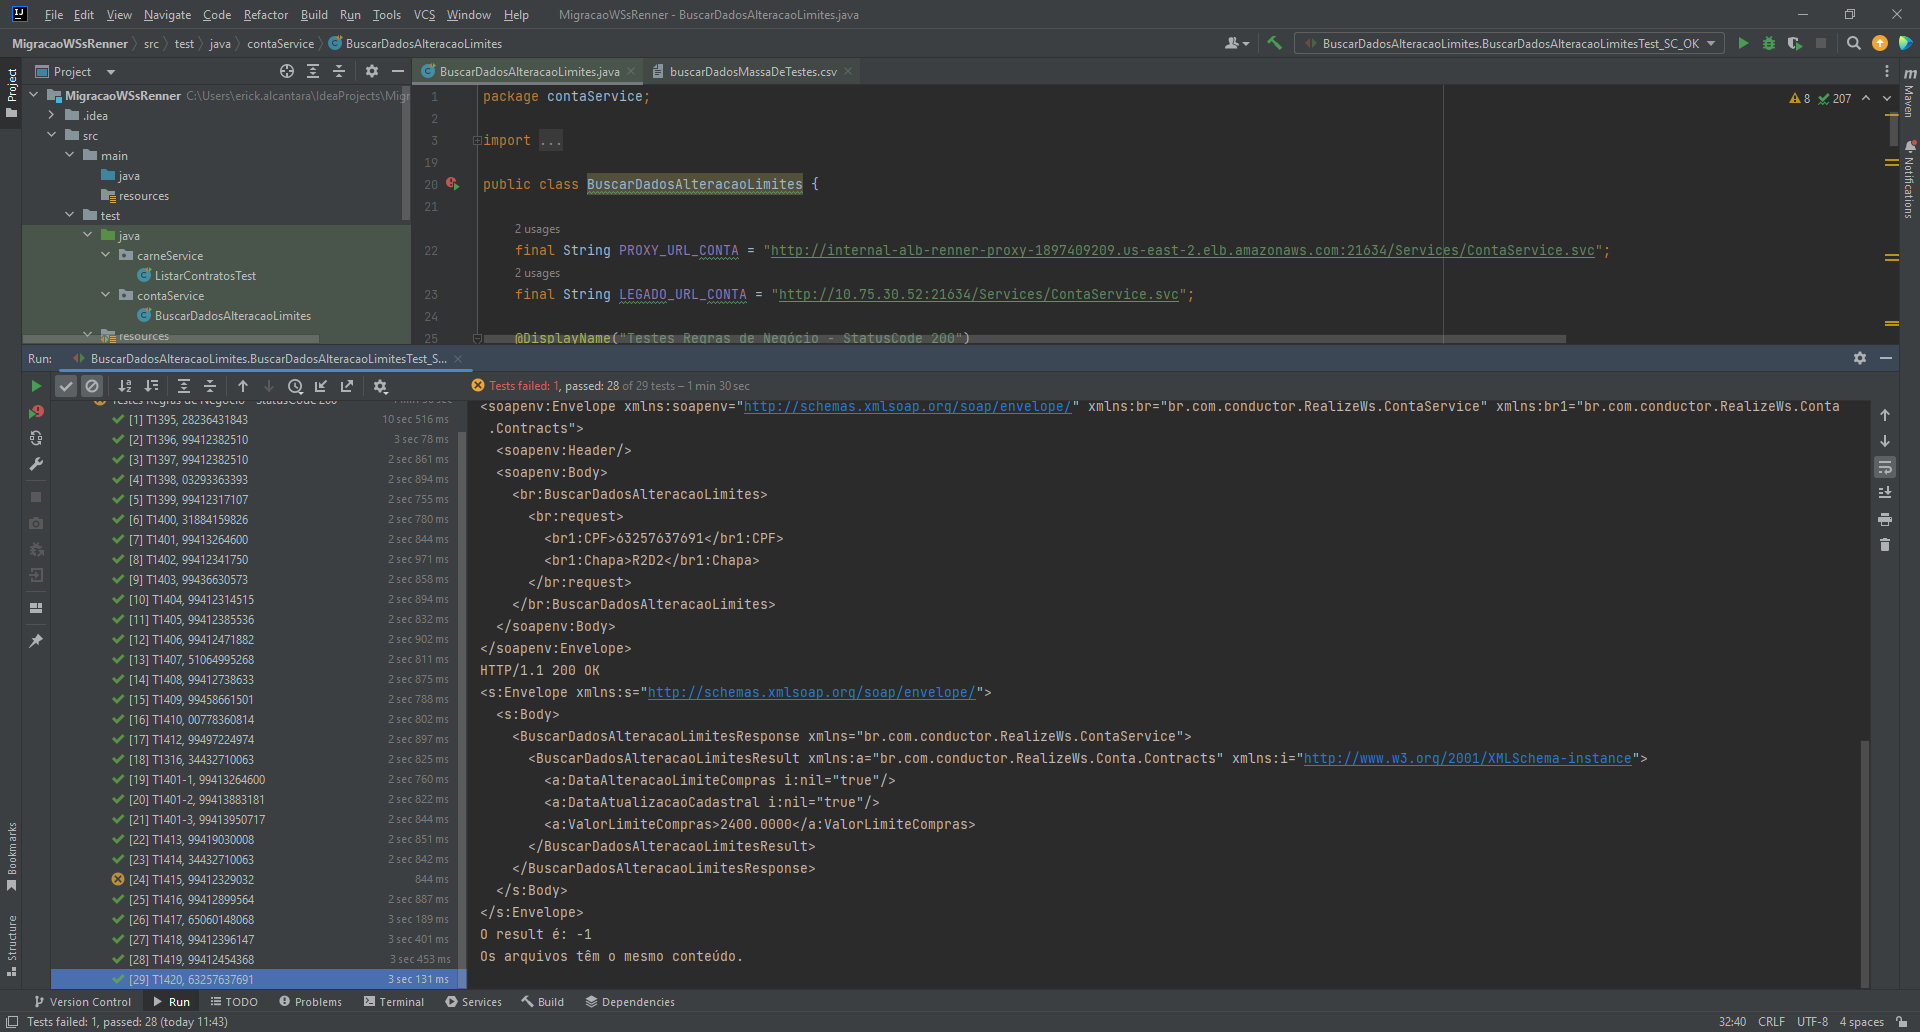 File Edit View Navigate Code Refactor Build Run Tools VCS Window Help MigracaoWSsRenner - BuscarDadosAlteracaoLimites.java
MigracaoWSsRenner src test java contaService BuscarDadosAlteracaoLimites
BuscarDadosAlteracaoLimites.BuscarDadosAlteracaoLimitesTest_SC_OK
Project
Project
BuscarDadosAlteracaoLimites.java
buscarDadosMassaDeTestes.csv
Maven
Notifications
MigracaoWSsRenner C:\Users\erick.alcantara\IdeaProjects\Migr
.idea
src
main
java
resources
test
java
carneService
ListarContratosTest
contaService
BuscarDadosAlteracaoLimites
resources
8 207
1 package contaService;
2
3 import ...
19
20 public class BuscarDadosAlteracaoLimites {
21
2 usages
22 final String PROXY_URL_CONTA = "http://internal-alb-renner-proxy-1897409209.us-east-2.elb.amazonaws.com:21634/Services/ContaService.svc";
2 usages
23 final String LEGADO_URL_CONTA = "http://10.75.30.52:21634/Services/ContaService.svc";
24
25 @DisplayName("Testes Regras de Negócio - StatusCode 200")
Run: BuscarDadosAlteracaoLimites.BuscarDadosAlteracaoLimitesTest_S...
Tests failed: 1, passed: 28 of 29 tests – 1 min 30 sec
Testes Regras de Negócio - StatusCode 200 1 min 30 sec
[1] T1395, 28236431843 10 sec 516 ms
[2] T1396, 99412382510 3 sec 78 ms
[3] T1397, 99412382510 2 sec 861 ms
[4] T1398, 03293363393 2 sec 894 ms
[5] T1399, 99412317107 2 sec 755 ms
[6] T1400, 31884159826 2 sec 780 ms
[7] T1401, 99413264600 2 sec 844 ms
[8] T1402, 99412341750 2 sec 971 ms
[9] T1403, 99436630573 2 sec 858 ms
[10] T1404, 99412314515 2 sec 894 ms
[11] T1405, 99412385536 2 sec 832 ms
[12] T1406, 99412471882 2 sec 902 ms
[13] T1407, 51064995268 2 sec 811 ms
[14] T1408, 99412738633 2 sec 875 ms
[15] T1409, 99458661501 2 sec 788 ms
[16] T1410, 00778360814 2 sec 802 ms
[17] T1412, 99497224974 2 sec 897 ms
[18] T1316, 34432710063 2 sec 825 ms
[19] T1401-1, 99413264600 2 sec 760 ms
[20] T1401-2, 99413883181 2 sec 822 ms
[21] T1401-3, 99413950717 2 sec 844 ms
[22] T1413, 99419030008 2 sec 851 ms
[23] T1414, 34432710063 2 sec 842 ms
[24] T1415, 99412329032 844 ms
[25] T1416, 99412899564 2 sec 887 ms
[26] T1417, 65060148068 3 sec 189 ms
[27] T1418, 99412396147 3 sec 401 ms
[28] T1419, 99412454368 3 sec 453 ms
[29] T1420, 63257637691 3 sec 131 ms
<soapenv:Envelope xmlns:soapenv="http://schemas.xmlsoap.org/soap/envelope/" xmlns:br="br.com.conductor.RealizeWs.ContaService" xmlns:br1="br.com.conductor.RealizeWs.Conta
.Contracts">
<soapenv:Header/>
<soapenv:Body>
<br:BuscarDadosAlteracaoLimites>
<br:request>
<br1:CPF>63257637691</br1:CPF>
<br1:Chapa>R2D2</br1:Chapa>
</br:request>
</br:BuscarDadosAlteracaoLimites>
</soapenv:Body>
</soapenv:Envelope>
HTTP/1.1 200 OK
<s:Envelope xmlns:s="http://schemas.xmlsoap.org/soap/envelope/">
<s:Body>
<BuscarDadosAlteracaoLimitesResponse xmlns="br.com.conductor.RealizeWs.ContaService">
<BuscarDadosAlteracaoLimitesResult xmlns:a="br.com.conductor.RealizeWs.Conta.Contracts" xmlns:i="http://www.w3.org/2001/XMLSchema-instance">
<a:DataAlteracaoLimiteCompras i:nil="true"/>
<a:DataAtualizacaoCadastral i:nil="true"/>
<a:ValorLimiteCompras>2400.0000</a:ValorLimiteCompras>
</BuscarDadosAlteracaoLimitesResult>
</BuscarDadosAlteracaoLimitesResponse>
</s:Body>
</s:Envelope>
O result é: -1
Os arquivos têm o mesmo conteúdo.
Bookmarks
Structure
Version Control Run TODO Problems Terminal Services Build Dependencies
Tests failed: 1, passed: 28 (today 11:43)
32:40 CRLF UTF-8 4 spaces